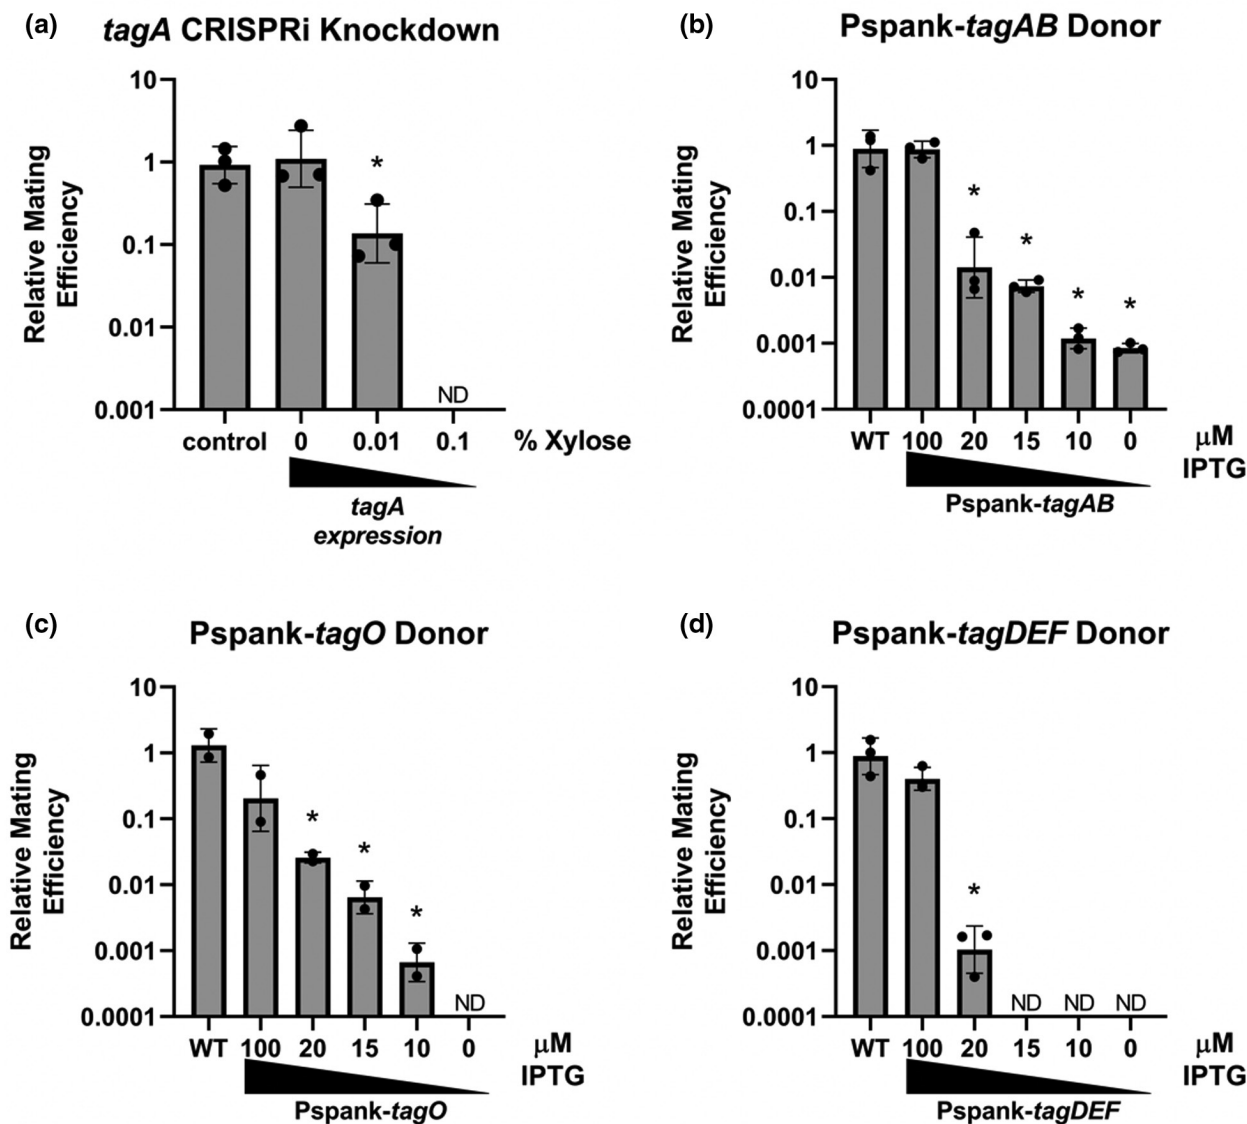 (a)
tagA CRISPRi Knockdown
Relative Mating
Efficiency
10
1
0.1
0.01
0.001
*
ND
control 0 0.01 0.1 % Xylose
tagA
expression
(b)
Pspank-tagAB Donor
Relative Mating
Efficiency
10
1
0.1
0.01
0.001
0.0001
* * * *
WT 100 20 15 10 0 μM
IPTG
Pspank-tagAB
(c)
Pspank-tagO Donor
Relative Mating
Efficiency
10
1
0.1
0.01
0.001
0.0001
* * *
ND
WT 100 20 15 10 0 μM
IPTG
Pspank-tagO
(d)
Pspank-tagDEF Donor
Relative Mating
Efficiency
10
1
0.1
0.01
0.001
0.0001
*
ND ND ND
WT 100 20 15 10 0 μM
IPTG
Pspank-tagDEF